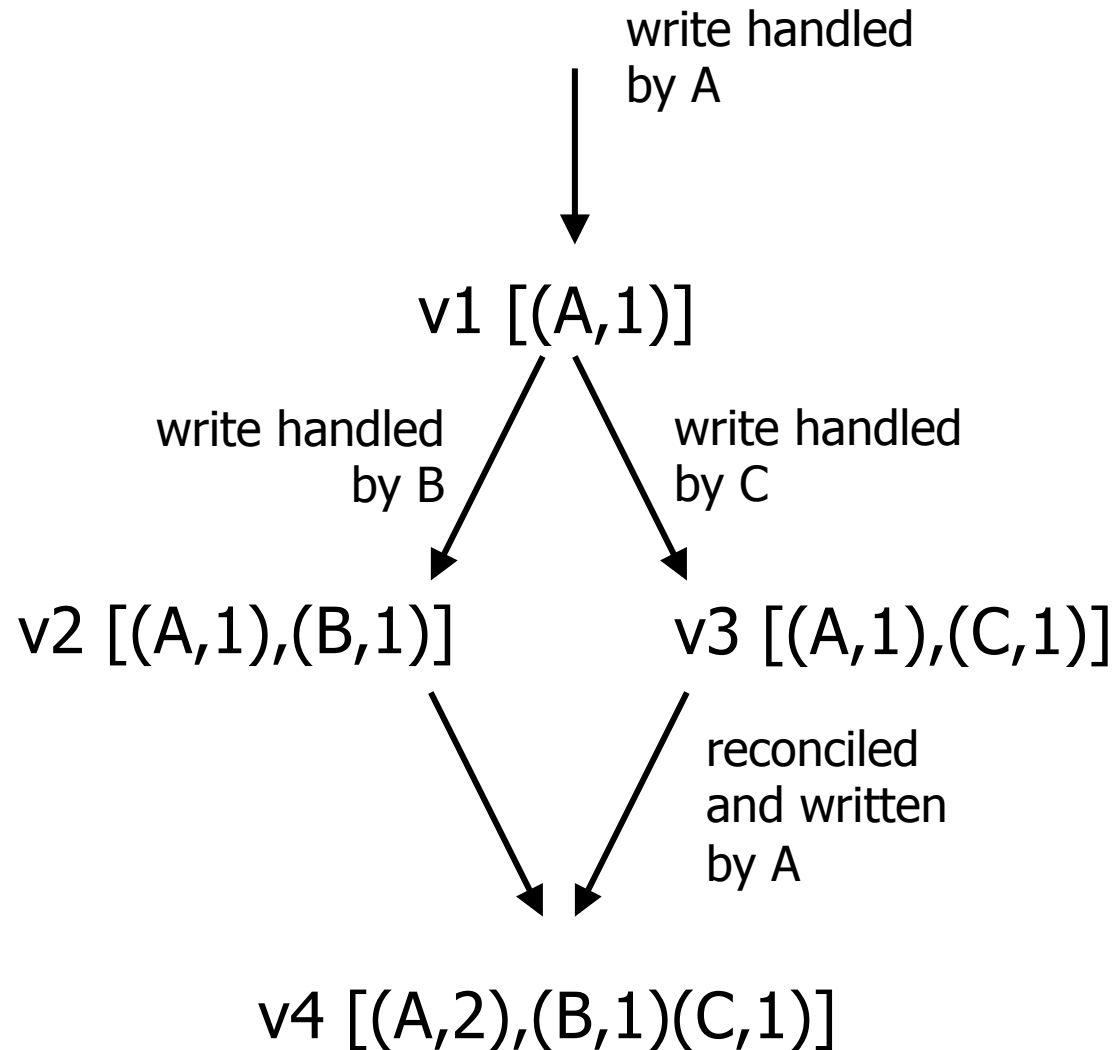 write handled
by A
v1 [(A,1)]
write handled
by B
write handled
by C
v2 [(A,1),(B,1)]
v3 [(A,1),(C,1)]
reconciled
and written
by A
v4 [(A,2),(B,1)(C,1)]